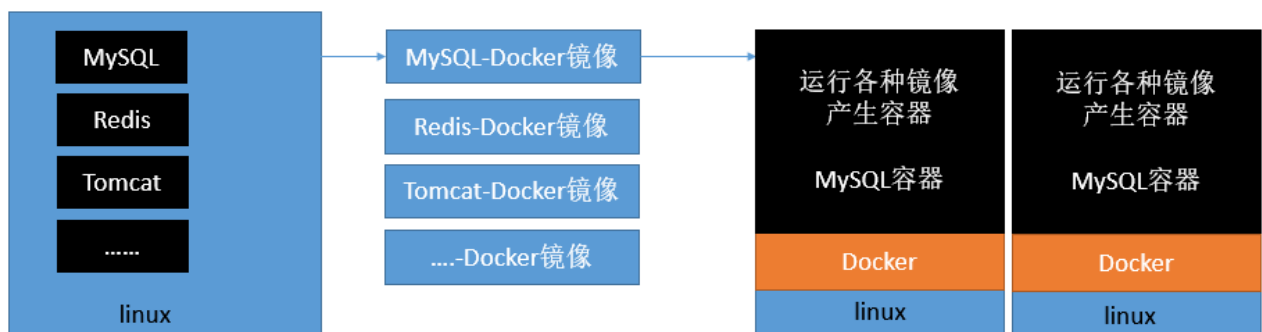 MySQL
Redis
Tomcat
......
linux
MySQL-Docker镜像
Redis-Docker镜像
Tomcat-Docker镜像
....-Docker镜像
运行各种镜像
产生容器
MySQL容器
Docker
linux
运行各种镜像
产生容器
MySQL容器
Docker
linux